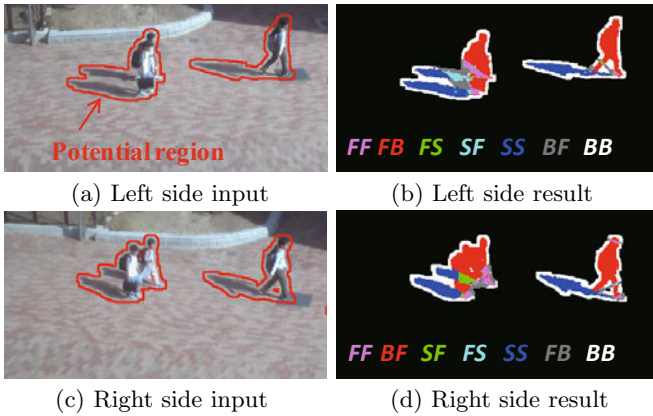 Potential region
FF FB FS SF SS BF BB
(a) Left side input
(b) Left side result
FF BF SF FS SS FB BB
(c) Right side input
(d) Right side result